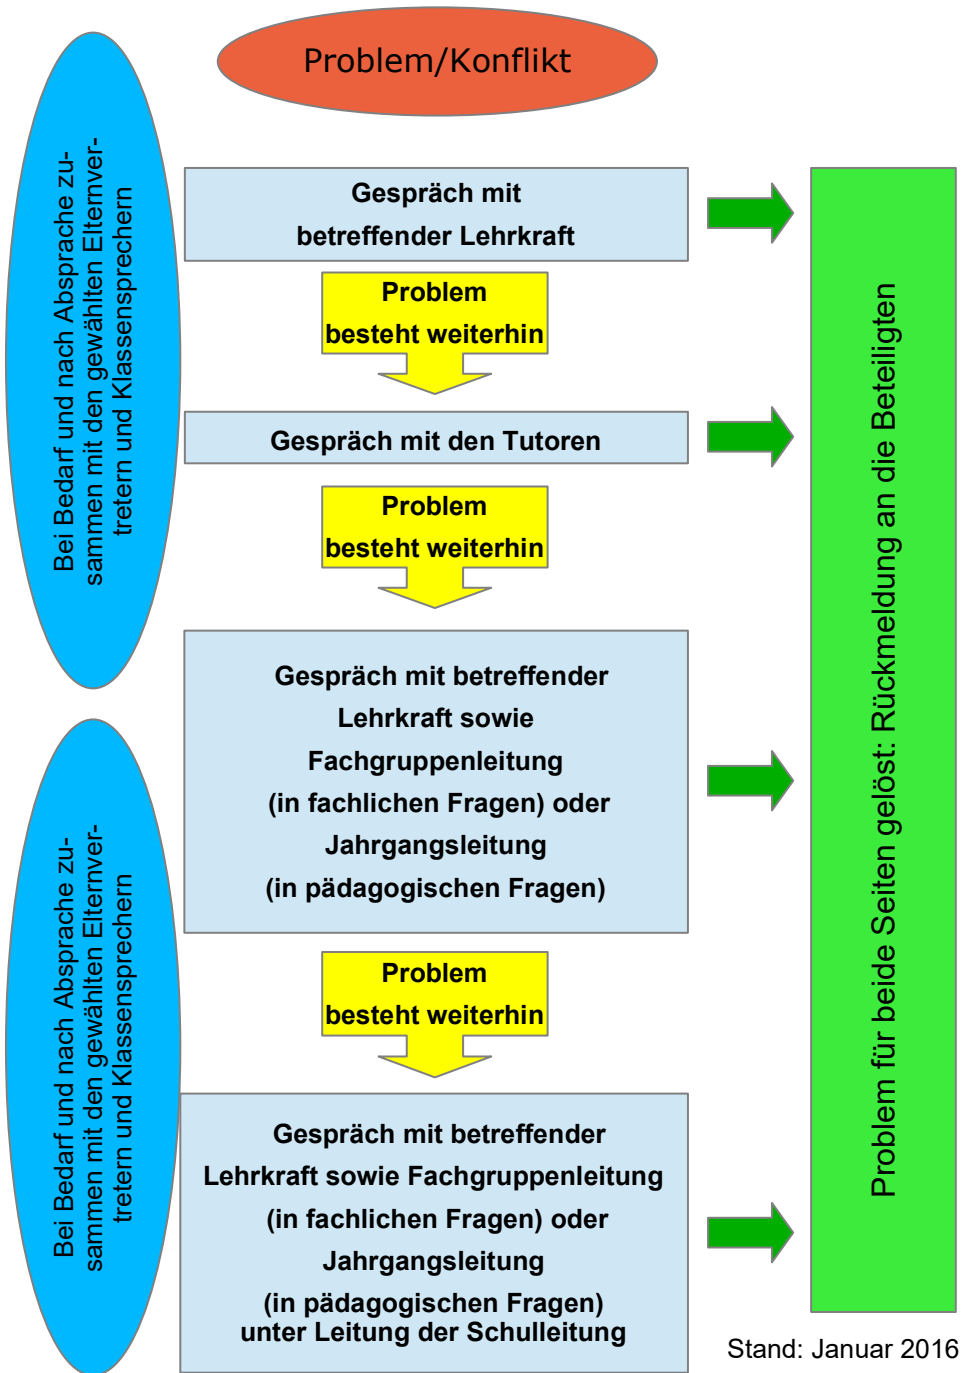 Problem/Konflikt
Bei Bedarf und nach Absprache zu-
sammen mit den gewählten Elternver-
tretern und Klassensprechern
Gespräch mit
betreffender Lehrkraft
Problem
besteht weiterhin
Gespräch mit den Tutoren
Problem
besteht weiterhin
Gespräch mit betreffender
Lehrkraft sowie
Fachgruppenleitung
(in fachlichen Fragen) oder
Jahrgangsleitung
(in pädagogischen Fragen)
Bei Bedarf und nach Absprache zu-
sammen mit den gewählten Elternver-
tretern und Klassensprechern
Problem
besteht weiterhin
Gespräch mit betreffender
Lehrkraft sowie Fachgruppenleitung
(in fachlichen Fragen) oder
Jahrgangsleitung
(in pädagogischen Fragen)
unter Leitung der Schulleitung
Problem für beide Seiten gelöst: Rückmeldung an die Beteiligten
Stand: Januar 2016